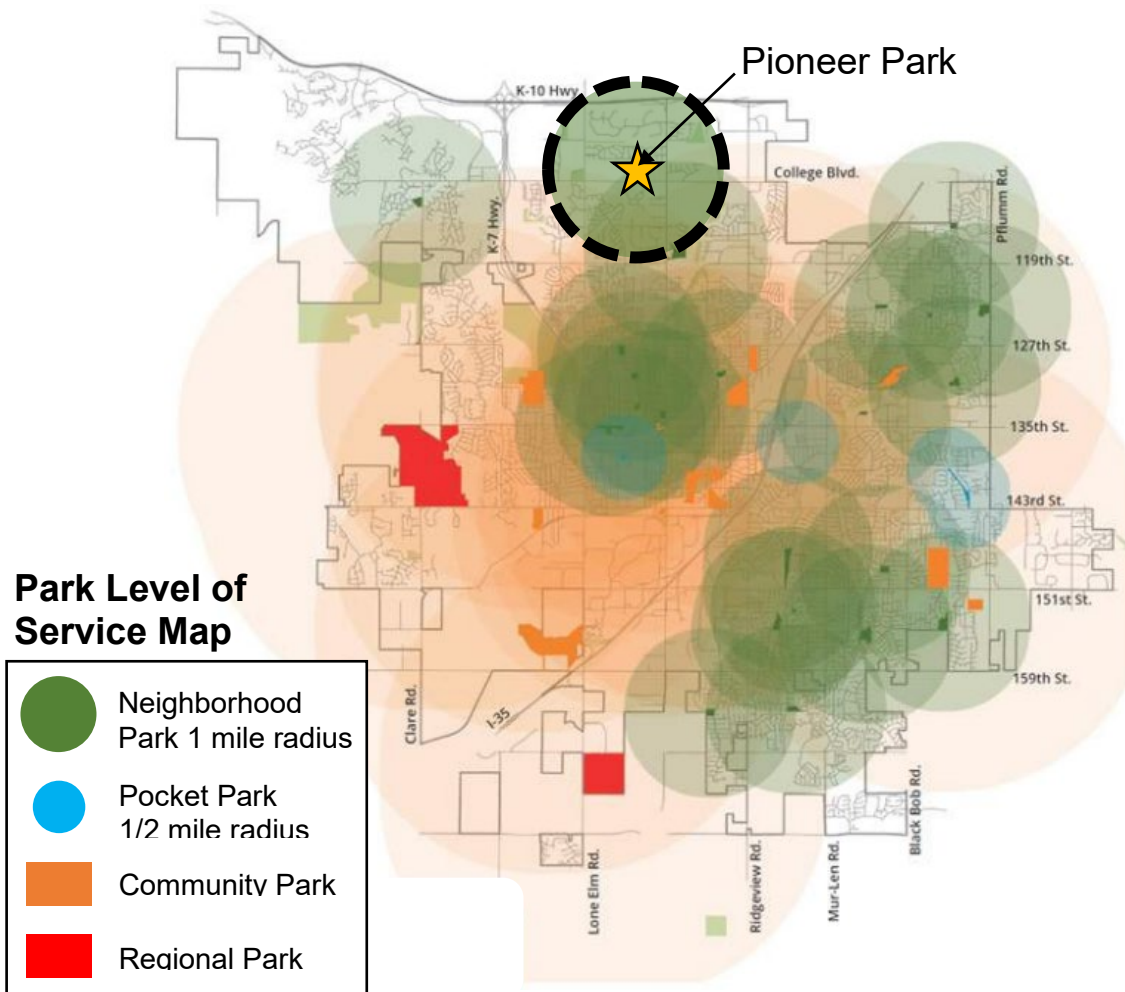 Pioneer Park
K-10 Hwy
College Blvd.
K-7 Hwy.
Pflumm Rd.
119th St.
127th St.
135th St.
143rd St.
151st St.
159th St.
Clare Rd.
I-35
Lone Elm Rd.
Ridgeview Rd.
Mur-Len Rd.
Black Bob Rd.
Park Level of
Service Map
Neighborhood
Park 1 mile radius
Pocket Park
1/2 mile radius
Community Park
Regional Park